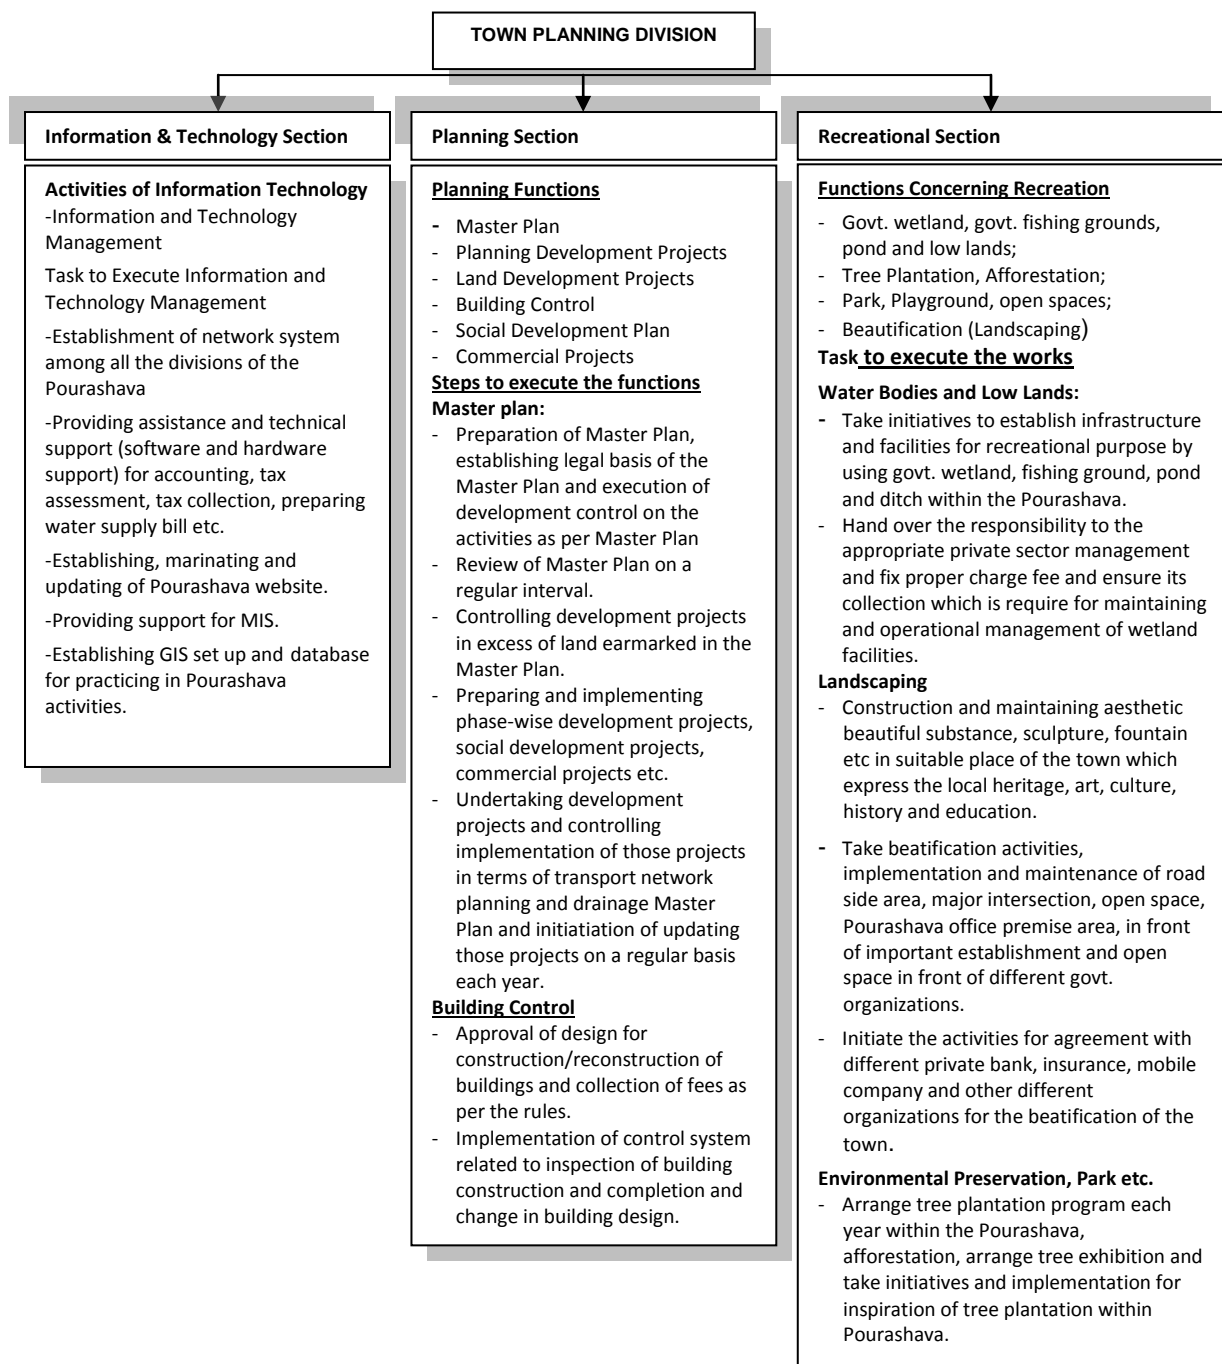 TOWN PLANNING DIVISION
Information & Technology Section
Activities of Information Technology
-Information and Technology
Management
Task to Execute Information and
Technology Management
-Establishment of network system
among all the divisions of the
Pourashava
-Providing assistance and technical
support (software and hardware
support) for accounting, tax
assessment, tax collection, preparing
water supply bill etc.
-Establishing, marinating and
updating of Pourashava website.
-Providing support for MIS.
-Establishing GIS set up and database
for practicing in Pourashava
activities.
Planning Section
Planning Functions
- Master Plan
- Planning Development Projects
- Land Development Projects
- Building Control
- Social Development Plan
- Commercial Projects
Steps to execute the functions
Master plan:
- Preparation of Master Plan,
establishing legal basis of the
Master Plan and execution of
development control on the
activities as per Master Plan
- Review of Master Plan on a
regular interval.
- Controlling development projects
in excess of land earmarked in the
Master Plan.
- Preparing and implementing
phase-wise development projects,
social development projects,
commercial projects etc.
- Undertaking development
projects and controlling
implementation of those projects
in terms of transport network
planning and drainage Master
Plan and initiatiation of updating
those projects on a regular basis
each year.
Building Control
- Approval of design for
construction/reconstruction of
buildings and collection of fees as
per the rules.
- Implementation of control system
related to inspection of building
construction and completion and
change in building design.
Recreational Section
Functions Concerning Recreation
- Govt. wetland, govt. fishing grounds,
pond and low lands;
- Tree Plantation, Afforestation;
- Park, Playground, open spaces;
- Beautification (Landscaping)
Task to execute the works
Water Bodies and Low Lands:
- Take initiatives to establish infrastructure
and facilities for recreational purpose by
using govt. wetland, fishing ground, pond
and ditch within the Pourashava.
- Hand over the responsibility to the
appropriate private sector management
and fix proper charge fee and ensure its
collection which is require for maintaining
and operational management of wetland
facilities.
Landscaping
- Construction and maintaining aesthetic
beautiful substance, sculpture, fountain
etc in suitable place of the town which
express the local heritage, art, culture,
history and education.
- Take beatification activities,
implementation and maintenance of road
side area, major intersection, open space,
Pourashava office premise area, in front
of important establishment and open
space in front of different govt.
organizations.
- Initiate the activities for agreement with
different private bank, insurance, mobile
company and other different
organizations for the beatification of the
town.
Environmental Preservation, Park etc.
- Arrange tree plantation program each
year within the Pourashava,
afforestation, arrange tree exhibition and
take initiatives and implementation for
inspiration of tree plantation within
Pourashava.